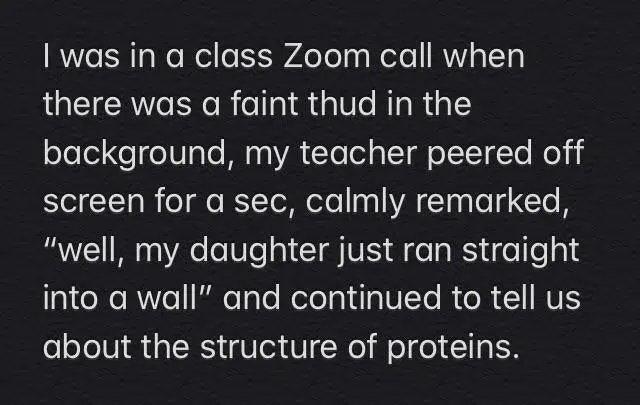 I was in a class Zoom call when
there was a faint thud in the
background, my teacher peered off
screen for a sec, calmly remarked,
“well, my daughter just ran straight
into a wall” and continued to tell us
about the structure of proteins.